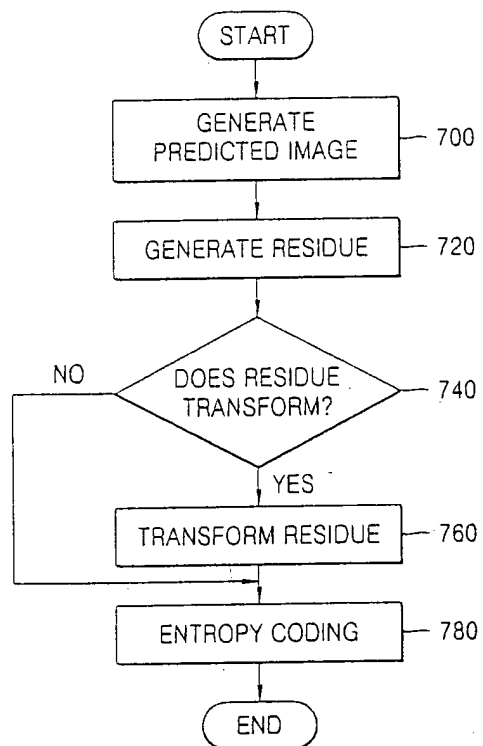 START
GENERATE
PREDICTED IMAGE
700
GENERATE RESIDUE
720
NO
DOES RESIDUE
TRANSFORM?
740
YES
TRANSFORM RESIDUE
760
ENTROPY CODING
780
END